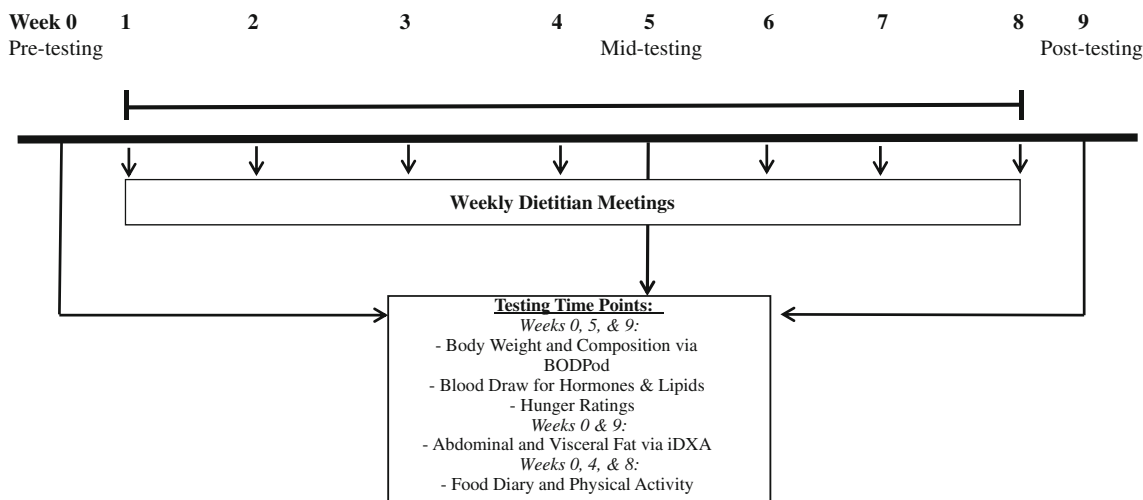 Week 0 1 2 3 4 5 6 7 8 9
Pre-testing Mid-testing Post-testing
Weekly Dietitian Meetings
Testing Time Points:
Weeks 0, 5, & 9:
- Body Weight and Composition via
BODPod
- Blood Draw for Hormones & Lipids
- Hunger Ratings
Weeks 0 & 9:
- Abdominal and Visceral Fat via iDXA
Weeks 0, 4, & 8:
- Food Diary and Physical Activity